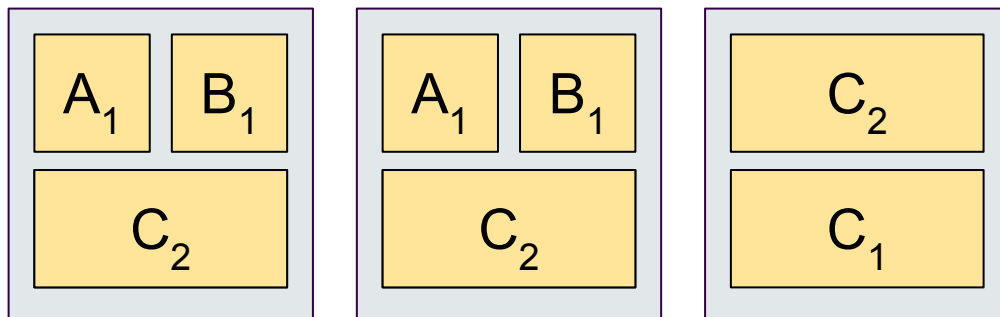 A₁ B₁ A₁ B₁ C₂
C₂ C₂ C₁